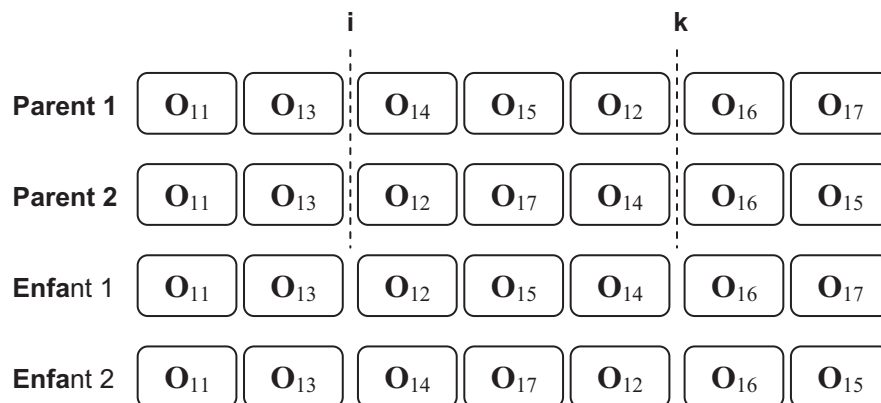 i k
Parent 1 O11 O13 O14 O15 O12 O16 O17
Parent 2 O11 O13 O12 O17 O14 O16 O15
Enfant 1 O11 O13 O12 O15 O14 O16 O17
Enfant 2 O11 O13 O14 O17 O12 O16 O15